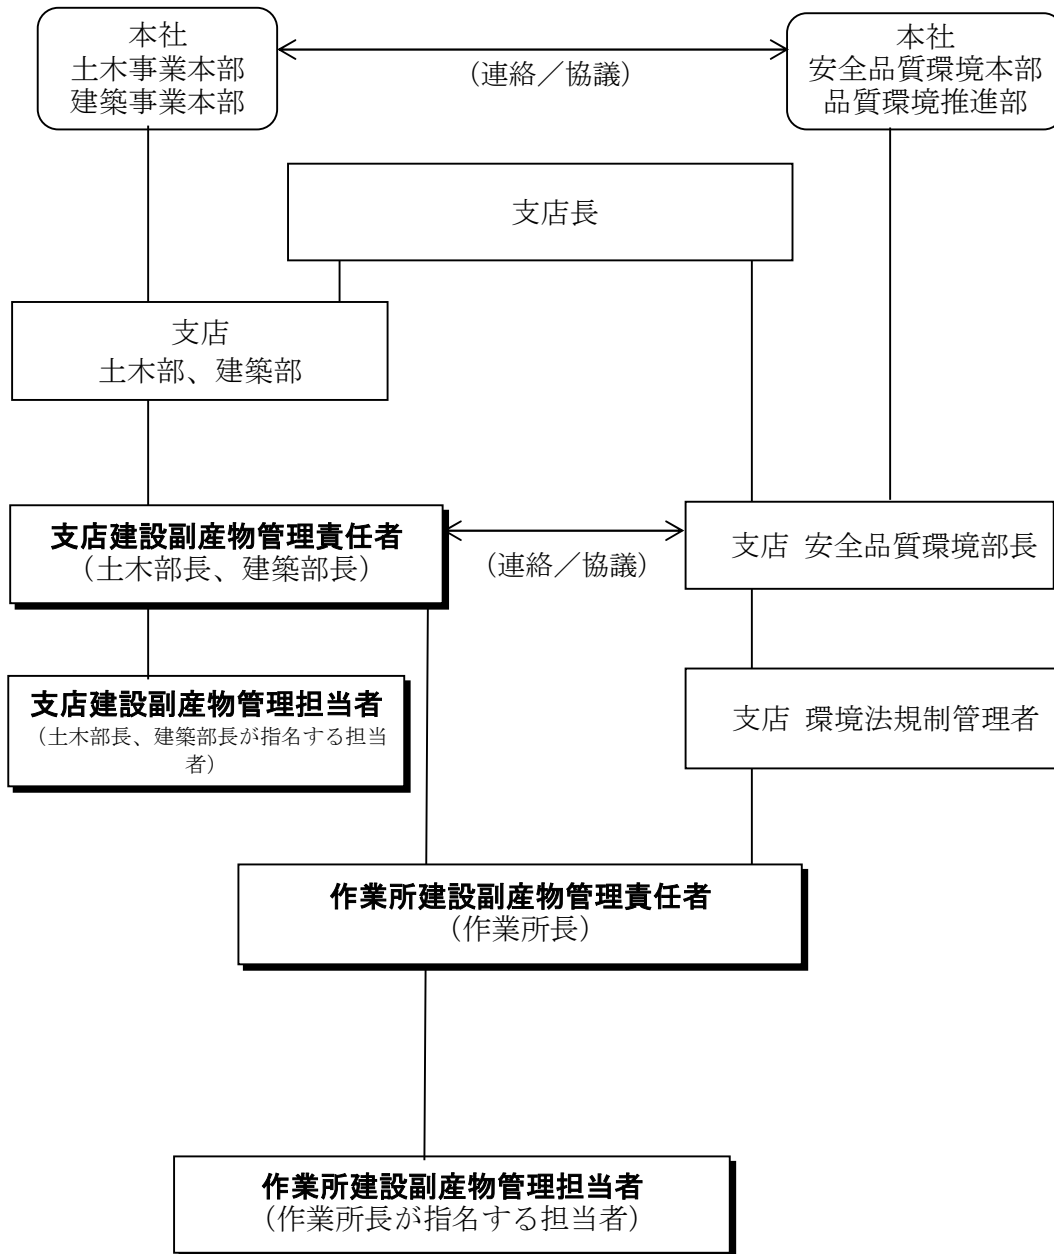 本社
土木事業本部
建築事業本部
(連絡／協議)
本社
安全品質環境本部
品質環境推進部
支店長
支店
土木部、建築部
支店建設副産物管理責任者
（土木部長、建築部長）
(連絡／協議)
支店 安全品質環境部長
支店建設副産物管理担当者
（土木部長、建築部長が指名する担当
者）
支店 環境法規制管理者
作業所建設副産物管理責任者
（作業所長）
作業所建設副産物管理担当者
（作業所長が指名する担当者）